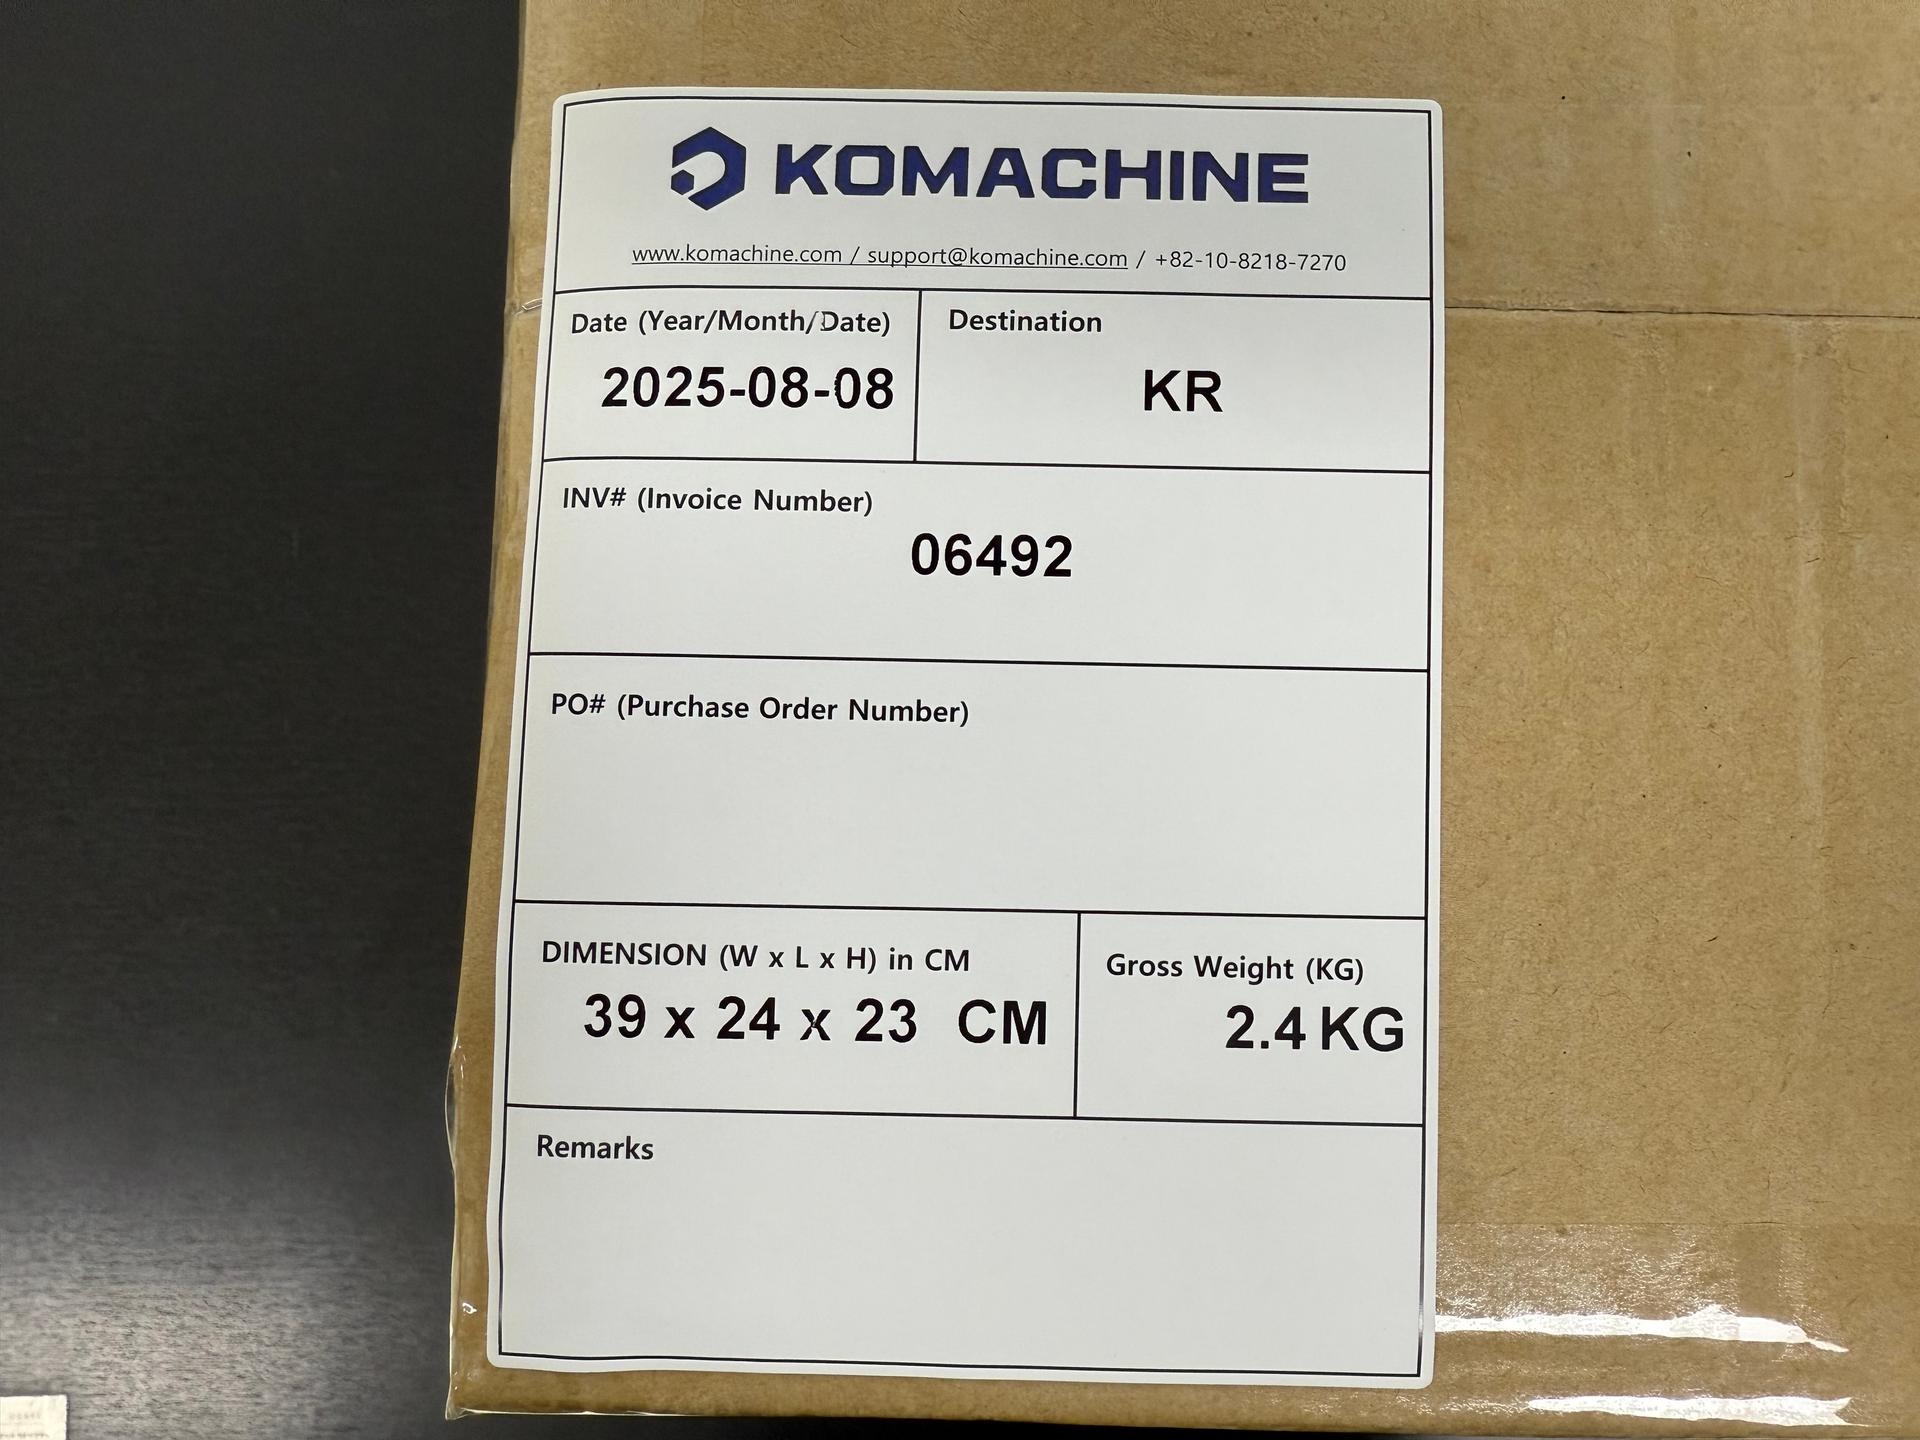 KOMACHINE
www.komachine.com / support@komachine.com / +82-10-8218-7270
Date (Year/Month/Date)
2025-08-08
Destination
KR
INV# (Invoice Number)
06492
PO# (Purchase Order Number)
DIMENSION (W x L x H) in CM
39 x 24 x 23 CM
Gross Weight (KG)
2.4 KG
Remarks